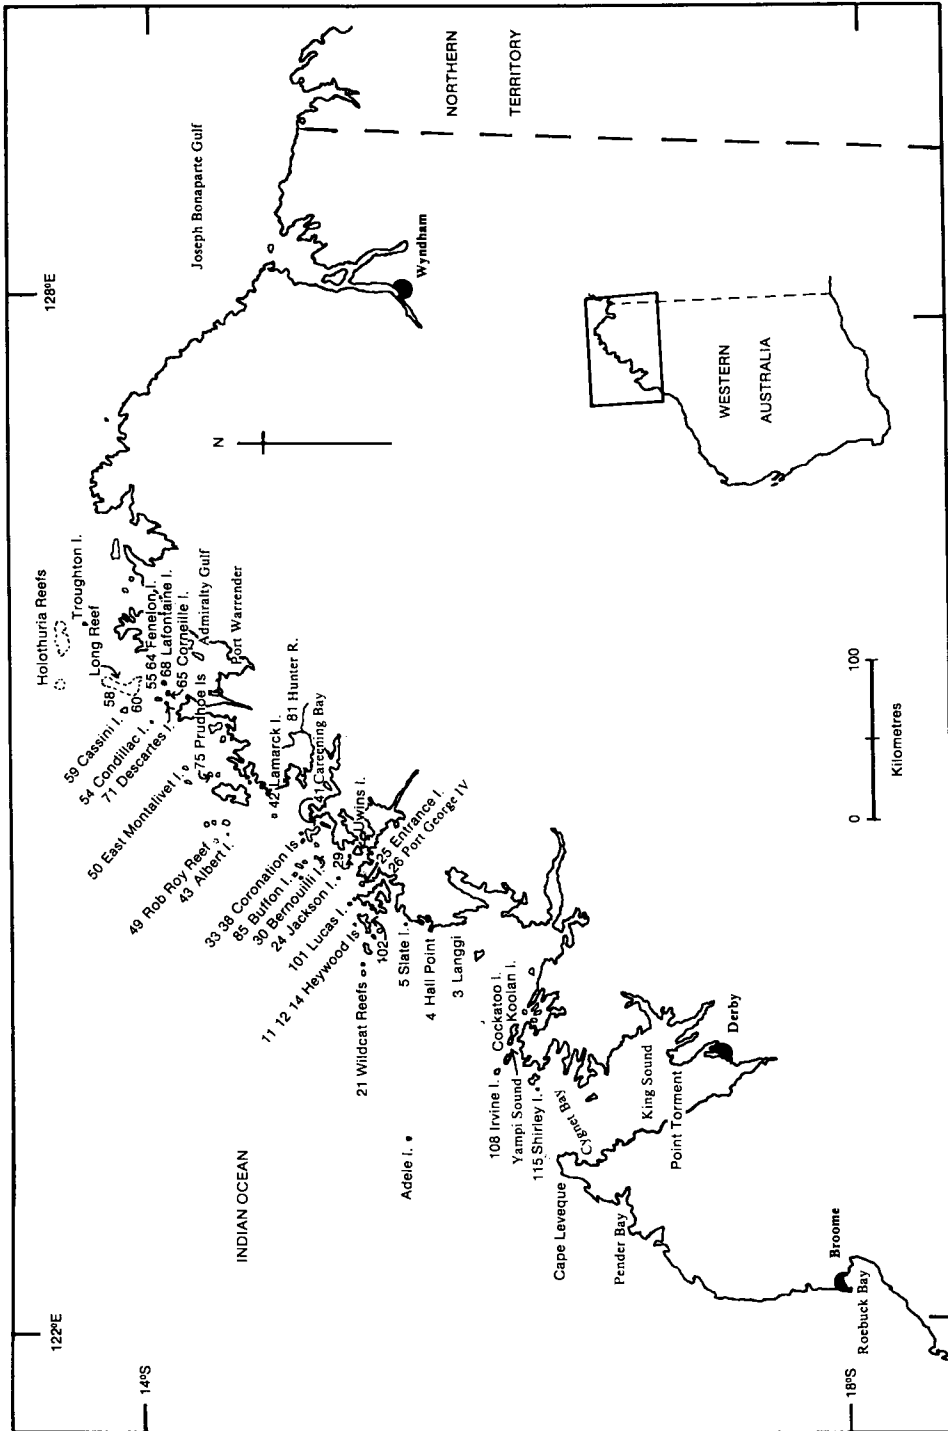 122ºE
128ºE
14ºS
18ºS
INDIAN OCEAN
Joseph Bonaparte Gulf
NORTHERN
TERRITORY
Wyndham
N
Holothuria Reefs
Troughton I.
Long Reef
58
60
59 Cassini I.
54 Condillac I.
71 Descartes I.
55 64 Fenelon I.
68 Lafontaine I.
65 Corneille I.
Admiralty Gulf
Port Warrender
75 Prudhoe Is
50 East Montalivet I.
49 Rob Roy Reef
43 Albert I.
42 Lamarck I.
81 Hunter R.
41 Careening Bay
33 38 Coronation Is
85 Buffon I.
30 Bernouilli I.
24 Jackson I.
29
Uwins I.
25 Entrance I.
26 Port George IV
101 Lucas I.
11 12 14 Heywood Is
102
21 Wildcat Reefs
5 Slate I.
4 Hall Point
3 Langgi
Adele I.
Cockatoo I.
Koolan I.
108 Irvine I.
Yampi Sound
115 Shirley I.
Cygnet Bay
Cape Leveque
King Sound
Point Torment
Derby
Pender Bay
Broome
Roebuck Bay
0
100
Kilometres
WESTERN
AUSTRALIA